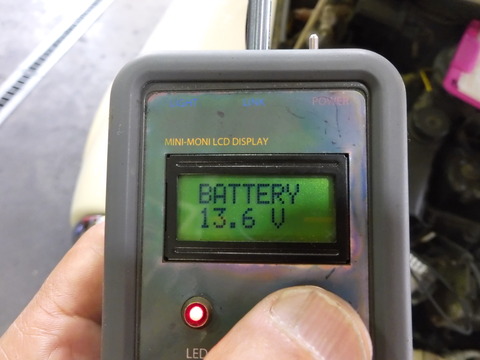 POWER
MINI-MONI LCD DISPLAY
BATTERY
13.6 V
LED